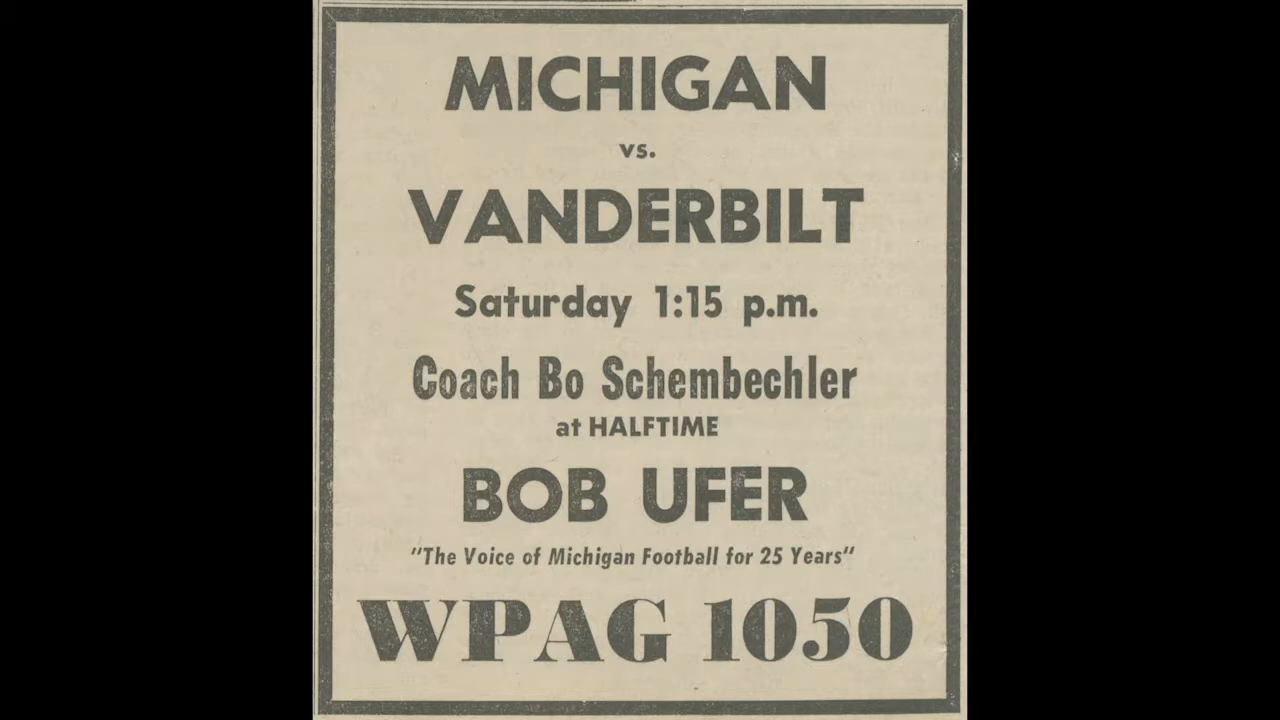 MICHIGAN
vs.
VANDERBILT
Saturday 1:15 p.m.
Coach Bo Schembechler
at HALFTIME
BOB UFER
"The Voice of Michigan Football for 25 Years"
WPAG 1050